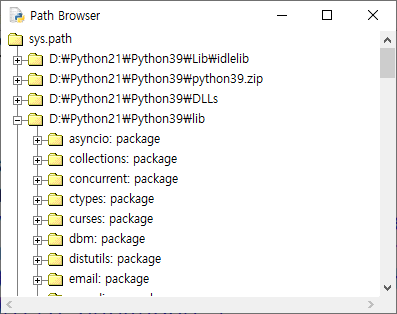 Path Browser
sys.path
D:₩Python21₩Python39₩Lib₩idlelib
D:₩Python21₩Python39₩python39.zip
D:₩Python21₩Python39₩DLLs
D:₩Python21₩Python39₩lib
asyncio: package
collections: package
concurrent: package
ctypes: package
curses: package
dbm: package
distutils: package
email: package